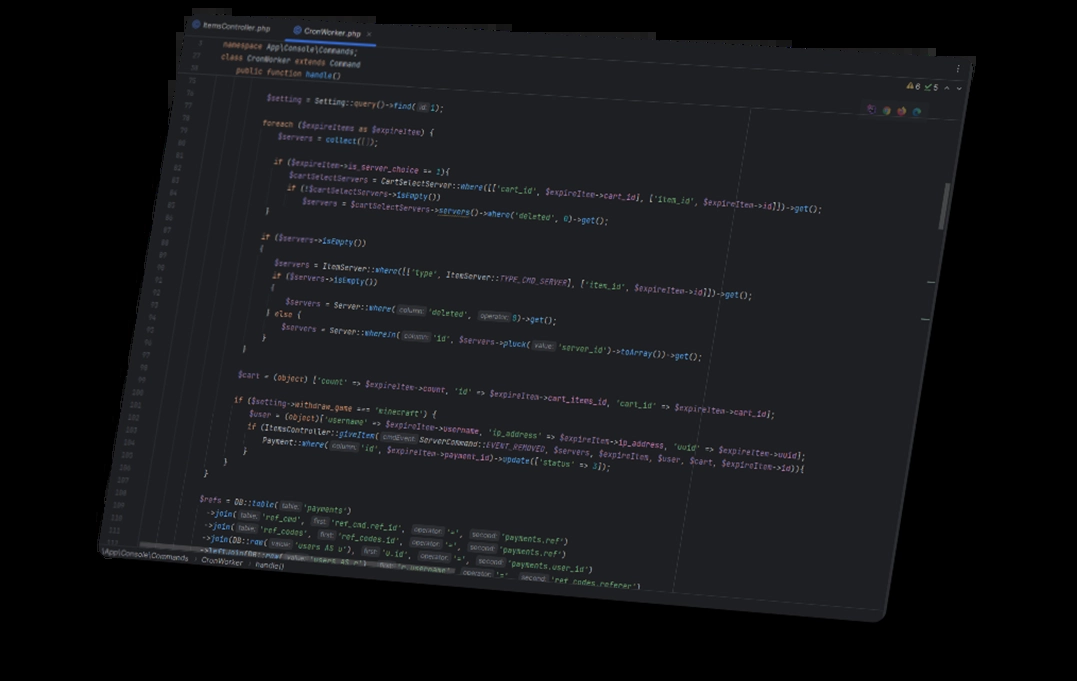 ItemsController.php CronWorker.php ×
namespace App\Console\Commands;
class CronWorker extends Command
public function handle()
6 5
$setting = Setting::query()->find( id: 1);
foreach ($expireItems as $expireItem) {
$servers = collect([]);
if ($expireItem->is_server_choice == 1){
$cartSelectServers = CartSelectServer::where([['cart_id', $expireItem->cart_id], ['item_id', $expireItem->id]])->get();
if (!$cartSelectServers->isEmpty())
$servers = $cartSelectServers->servers()->where('deleted', 0)->get();
}
if ($servers->isEmpty())
{
$servers = ItemServer::where([['type', ItemServer::TYPE_CMD_SERVER], ['item_id', $expireItem->id]])->get();
if ($servers->isEmpty())
{
$servers = Server::where( column: 'deleted', operator: 0)->get();
} else {
$servers = Server::whereIn( column: 'id', $servers->pluck( value: 'server_id')->toArray())->get();
}
}
$cart = (object) ['count' => $expireItem->count, 'id' => $expireItem->cart_items_id, 'cart_id' => $expireItem->cart_id];
if ($setting->withdraw_game === 'minecraft') {
$user = (object)['username' => $expireItem->username, 'ip_address' => $expireItem->ip_address, 'uuid' => $expireItem->uuid];
if (ItemsController::giveItem( cmdEvent: ServerCommand::EVENT_REMOVED, $servers, $expireItem, $user, $cart, $expireItem->id)){
Payment::where( column: 'id', $expireItem->payment_id)->update(['status' => 3]);
}
}
}
$refs = DB::table( table: 'payments')
->join( table: 'ref_cmd', first: 'ref_cmd.ref_id', operator: '=', second: 'payments.ref')
->join( table: 'ref_codes', first: 'ref_codes.id', operator: '=', second: 'payments.ref')
->join(DB::raw( value: 'users AS u'), first: 'u.id', operator: '=', second: 'payments.user_id')
operator: '=', second: 'ref_codes.referer')
\App\Console\Commands › CronWorker › handle()